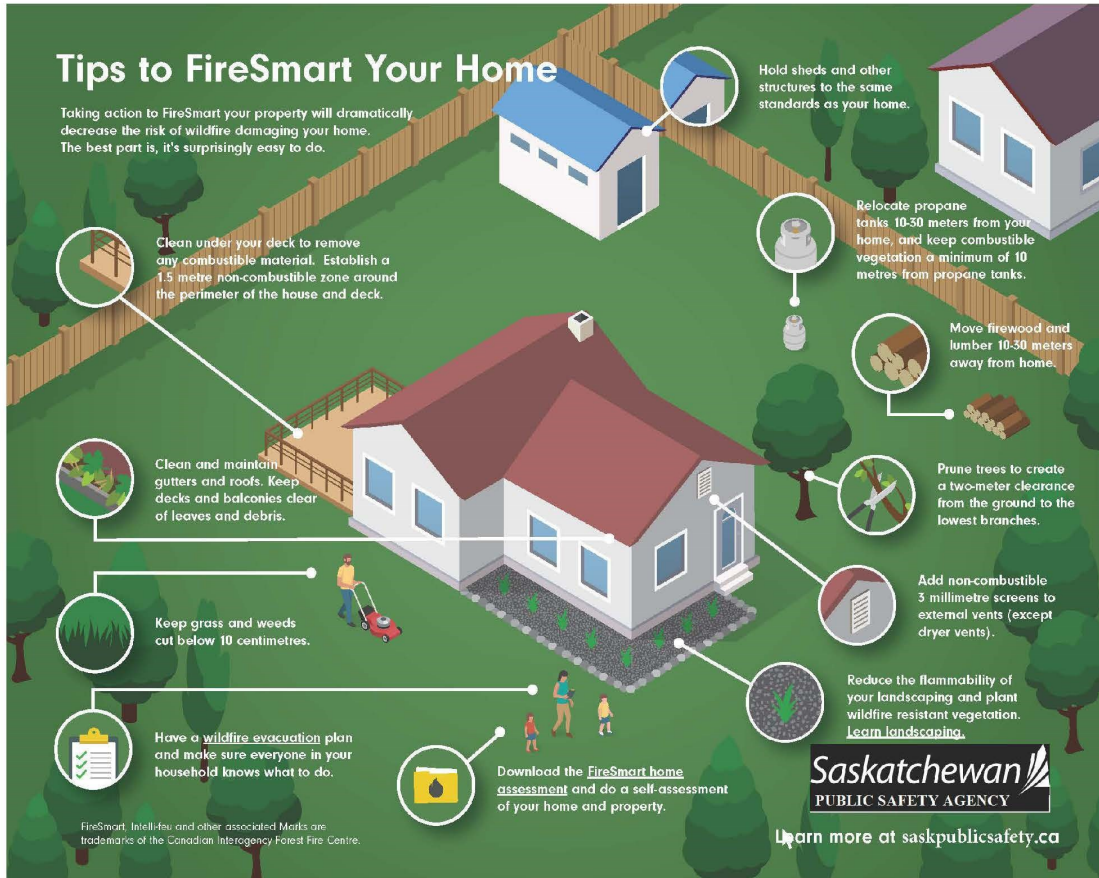 Tips to FireSmart Your Home
Taking action to FireSmart your property will dramatically
decrease the risk of wildfire damaging your home.
The best part is, it's surprisingly easy to do.
Hold sheds and other
structures to the same
standards as your home.
Relocate propane
tanks 10-30 meters from your
home, and keep combustible
vegetation a minimum of 10
metres from propane tanks.
Clean under your deck to remove
any combustible material. Establish a
1.5 metre non-combustible zone around
the perimeter of the house and deck.
Move firewood and
lumber 10-30 meters
away from home.
Clean and maintain
gutters and roofs. Keep
decks and balconies clear
of leaves and debris.
Prune trees to create
a two-meter clearance
from the ground to the
lowest branches.
Add non-combustible
3 millimetre screens to
external vents (except
dryer vents).
Keep grass and weeds
cut below 10 centimetres.
Reduce the flammability of
your landscaping and plant
wildfire resistant vegetation.
Learn landscaping.
Have a wildfire evacuation plan
and make sure everyone in your
household knows what to do.
Download the FireSmart home
assessment and do a self-assessment
of your home and property.
Saskatchewan
PUBLIC SAFETY AGENCY
Learn more at saskpublicsafety.ca
FireSmart, Intelli-feu and other associated Marks are
trademarks of the Canadian Interagency Forest Fire Centre.